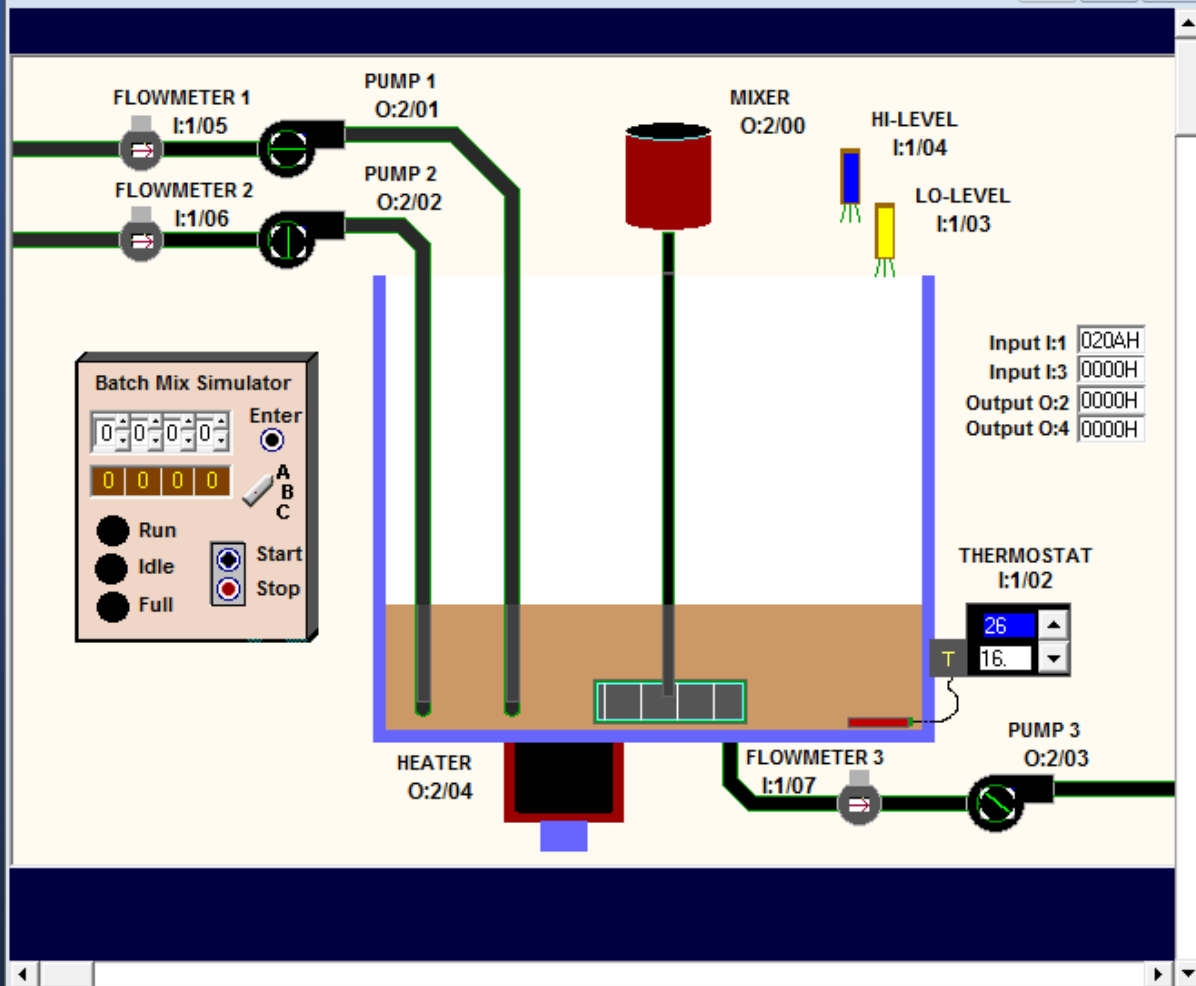 FLOWMETER 1
I:1/05
PUMP 1
O:2/01
MIXER
O:2/00
HI-LEVEL
I:1/04
FLOWMETER 2
I:1/06
PUMP 2
O:2/02
LO-LEVEL
I:1/03
Input I:1 020AH
Input I:3 0000H
Output O:2 0000H
Output O:4 0000H
Batch Mix Simulator
0 0 0 0
Enter
0 0 0 0
A
B
C
Run
Idle
Full
Start
Stop
THERMOSTAT
I:1/02
26
T 16.
HEATER
O:2/04
FLOWMETER 3
I:1/07
PUMP 3
O:2/03